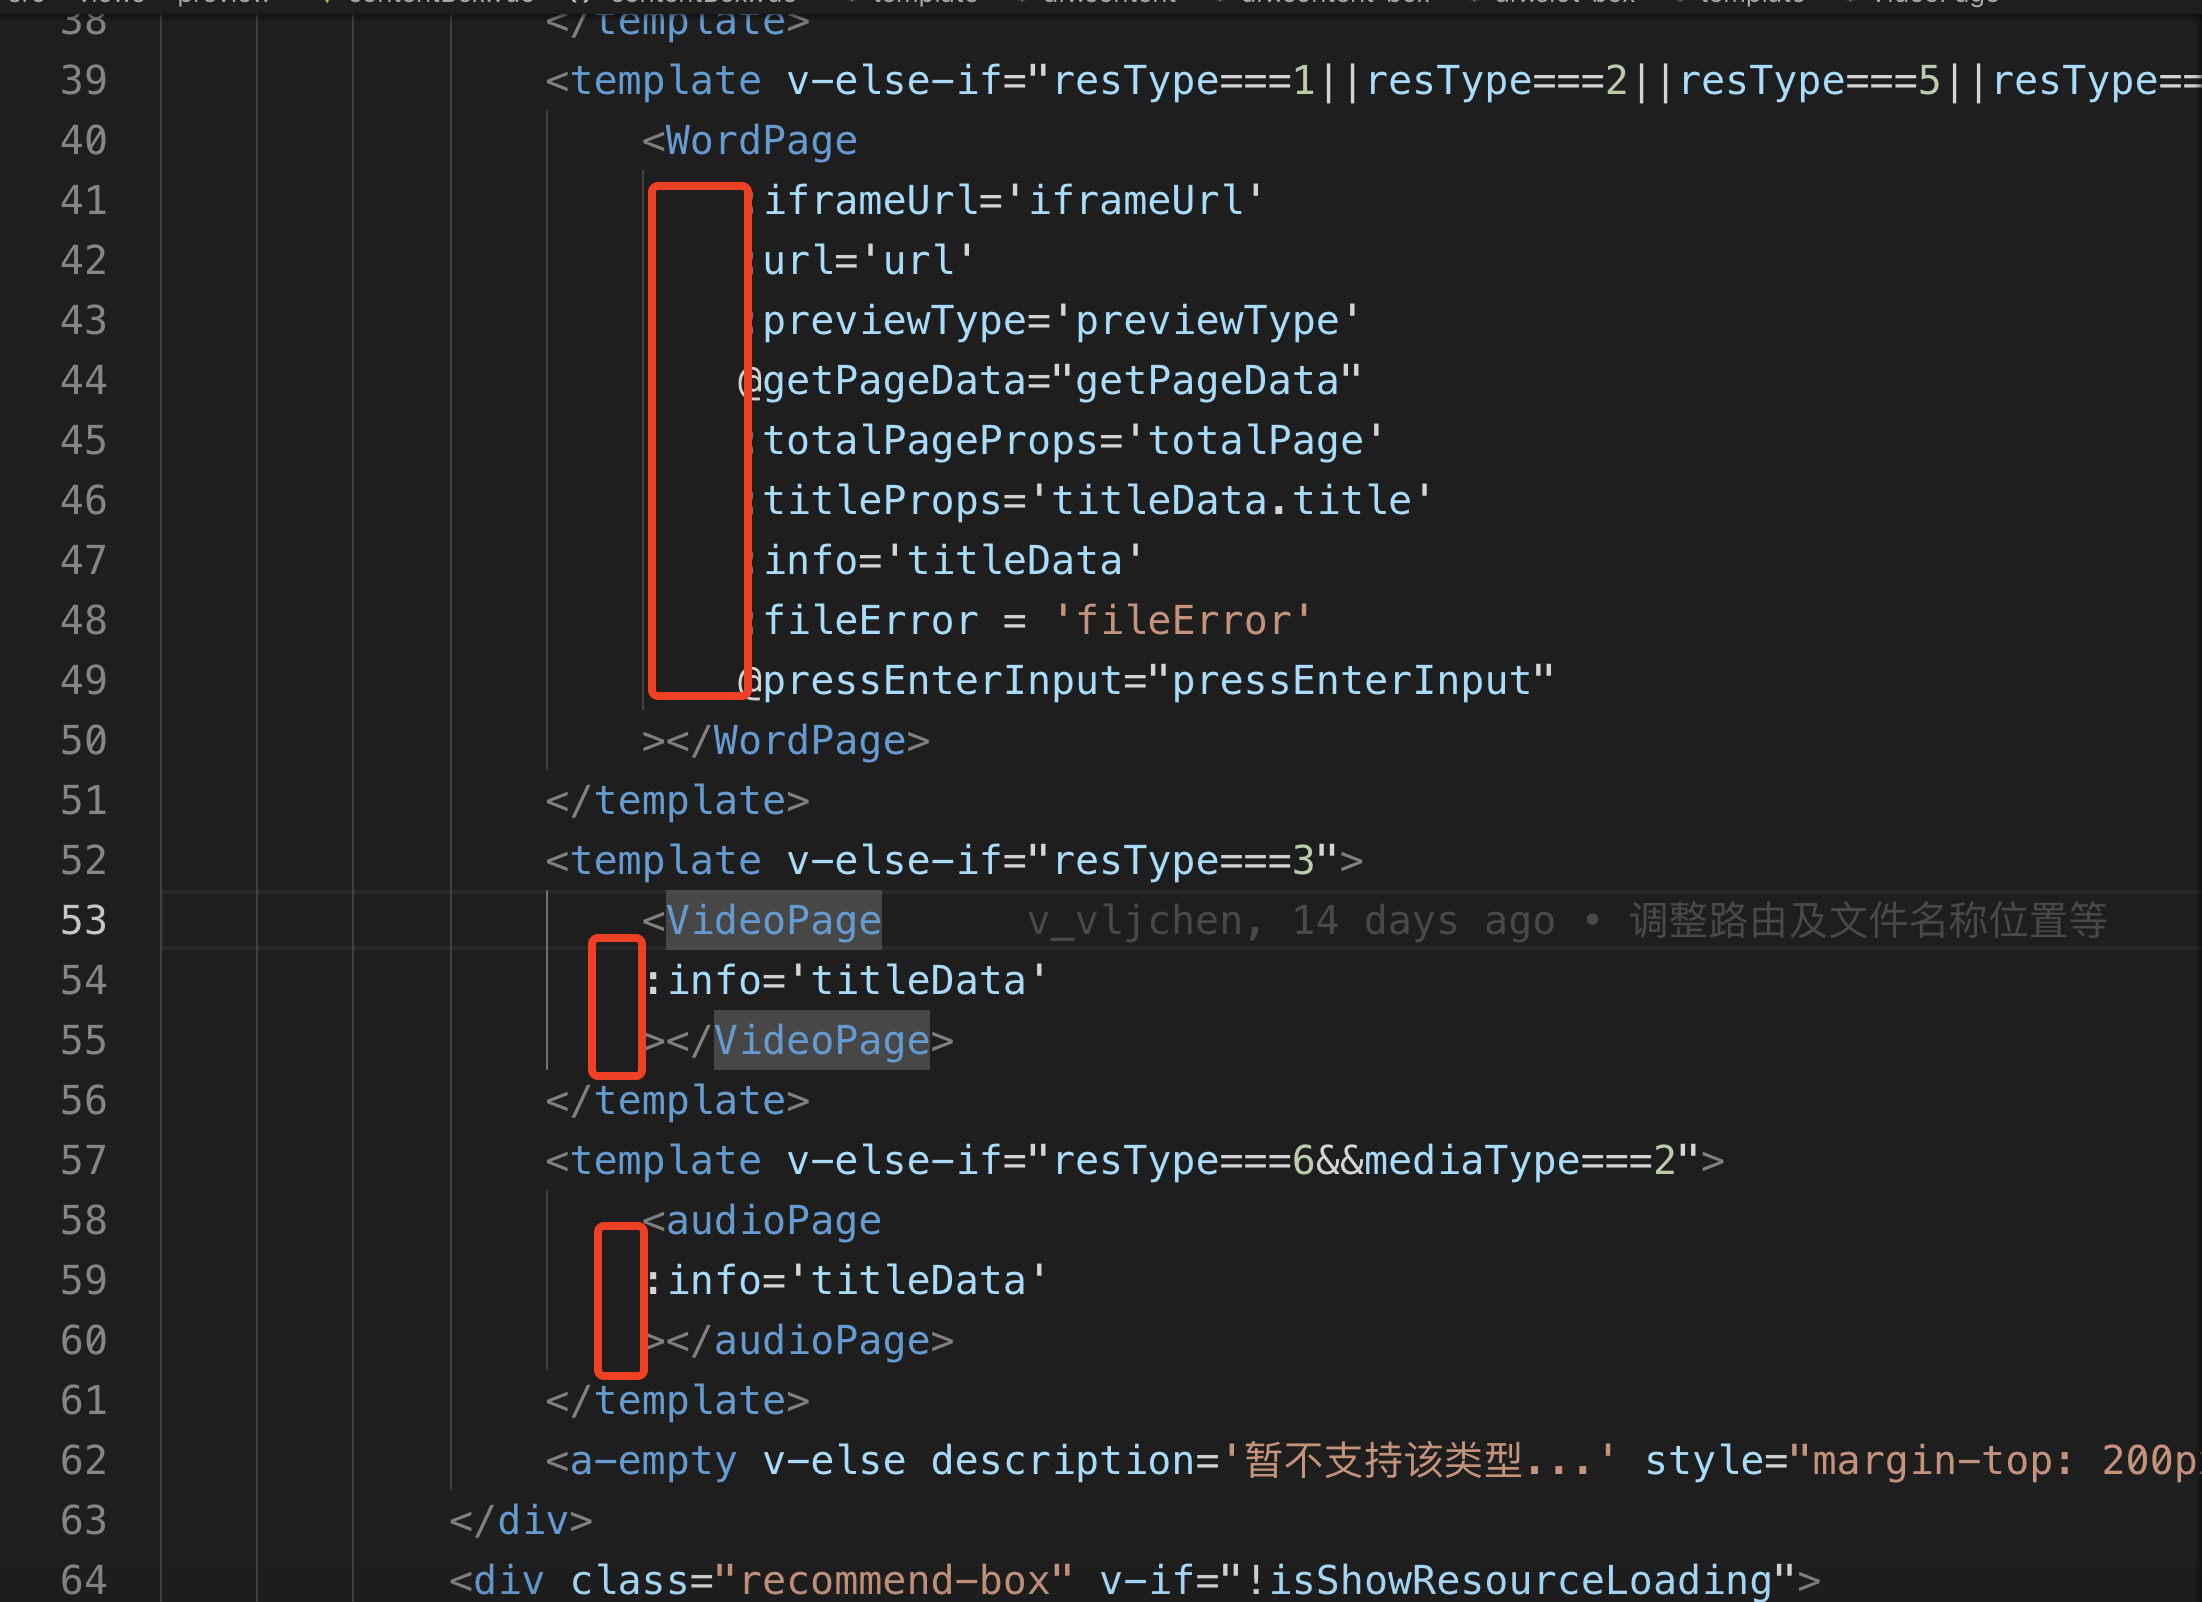 38 </template>
39 <template v-else-if="resType===1||resType===2||resType===5||resType==
40 <WordPage
41 :iframeUrl='iframeUrl'
42 :url='url'
43 :previewType='previewType'
44 @getPageData="getPageData"
45 :totalPageProps='totalPage'
46 :titleProps='titleData.title'
47 :info='titleData'
48 :fileError = 'fileError'
49 @pressEnterInput="pressEnterInput"
50 ></WordPage>
51 </template>
52 <template v-else-if="resType===3">
53 <VideoPage v_vljchen, 14 days ago • 调整路由及文件名称位置等
54 :info='titleData'
55 ></VideoPage>
56 </template>
57 <template v-else-if="resType===6&&mediaType===2">
58 <audioPage
59 :info='titleData'
60 ></audioPage>
61 </template>
62 <a-empty v-else description='暂不支持该类型...' style="margin-top: 200p
63 </div>
64 <div class="recommend-box" v-if="!isShowResourceLoading">